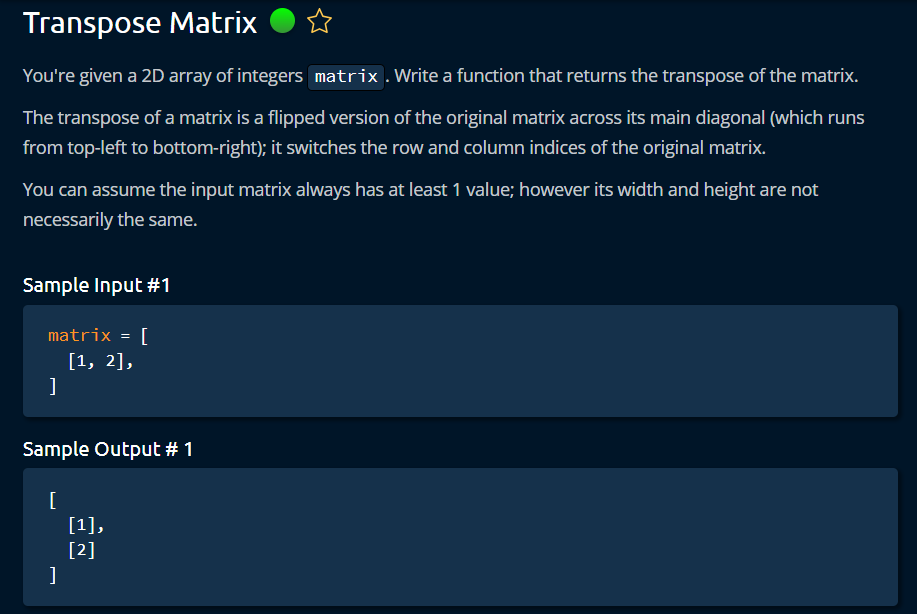 Transpose Matrix
You're given a 2D array of integers matrix. Write a function that returns the transpose of the matrix.
The transpose of a matrix is a flipped version of the original matrix across its main diagonal (which runs
from top-left to bottom-right); it switches the row and column indices of the original matrix.
You can assume the input matrix always has at least 1 value; however its width and height are not
necessarily the same.
Sample Input #1
matrix = [
  [1, 2],
]
Sample Output # 1
[
  [1],
  [2]
]